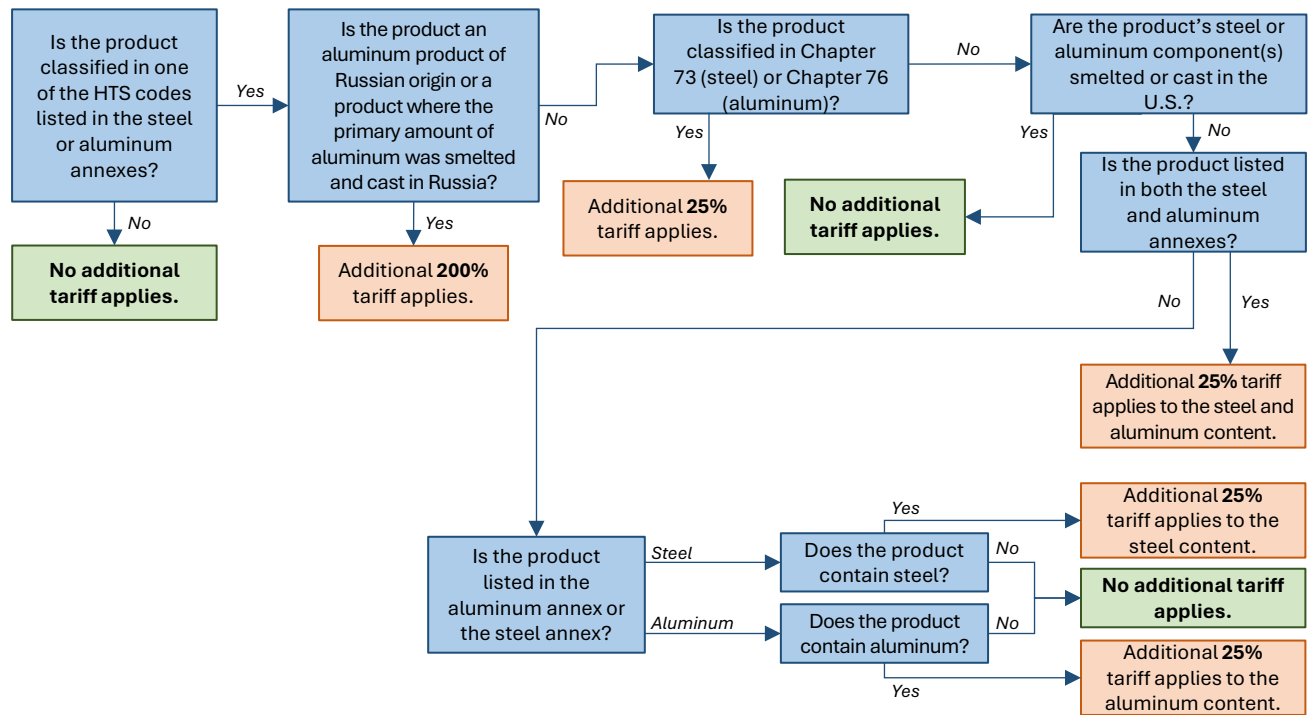 Is the product
classified in one
of the HTS codes
listed in the steel
or aluminum
annexes?
Yes
No
No additional
tariff applies.
Is the product an
aluminum product of
Russian origin or a
product where the
primary amount of
aluminum was smelted
and cast in Russia?
No
Yes
Additional 200%
tariff applies.
Is the product
classified in Chapter
73 (steel) or Chapter 76
(aluminum)?
No
Yes
Additional 25%
tariff applies.
Are the product’s steel or
aluminum component(s)
smelted or cast in the
U.S.?
Yes
No
No additional
tariff applies.
Is the product listed
in both the steel
and aluminum
annexes?
No
Yes
Additional 25% tariff
applies to the steel and
aluminum content.
Is the product
listed in the
aluminum annex or
the steel annex?
Steel
Aluminum
Does the product
contain steel?
Yes
No
Additional 25%
tariff applies to the
steel content.
No additional tariff
applies.
Does the product
contain aluminum?
No
Yes
Additional 25%
tariff applies to the
aluminum content.